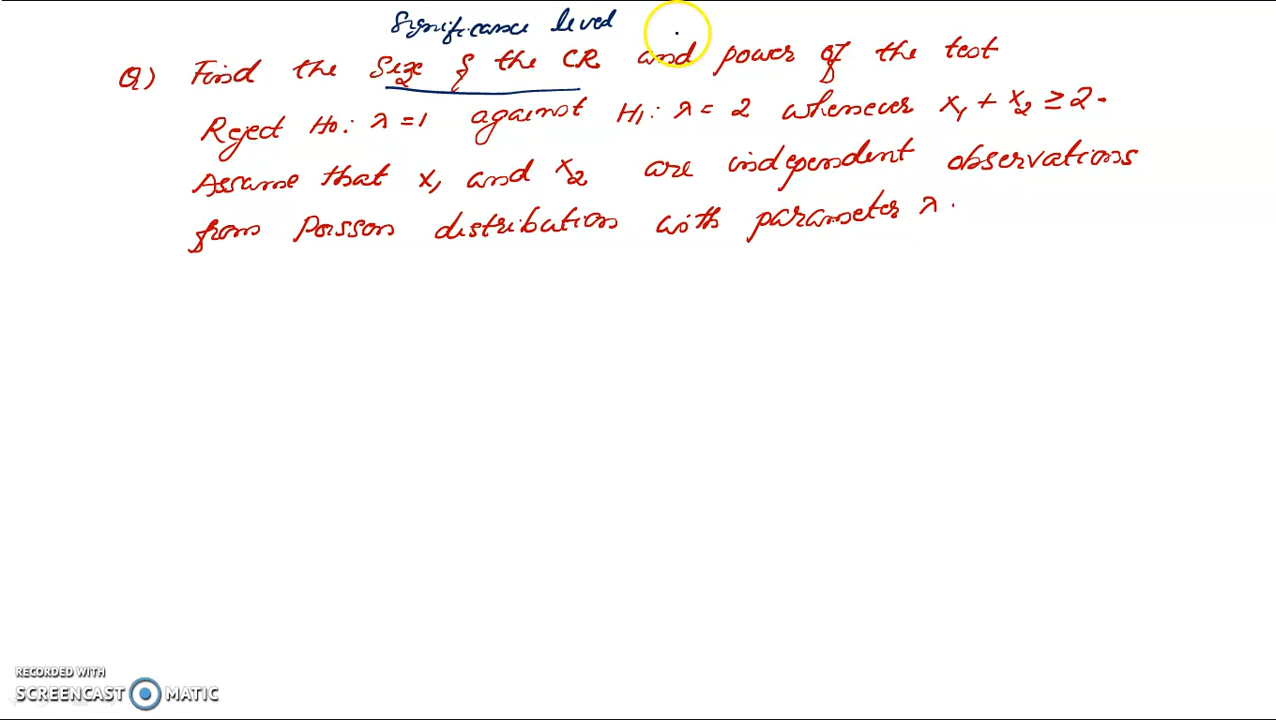 Significance level
Q) Find the size of the CR and power of the test
Reject H0: λ = 1 against H1: λ = 2 whenever x1 + x2 ≥ 2.
Assume that x1 and x2 are independent observations
from Poisson distribution with parameter λ.
RECORDED WITH
SCREENCAST MATIC